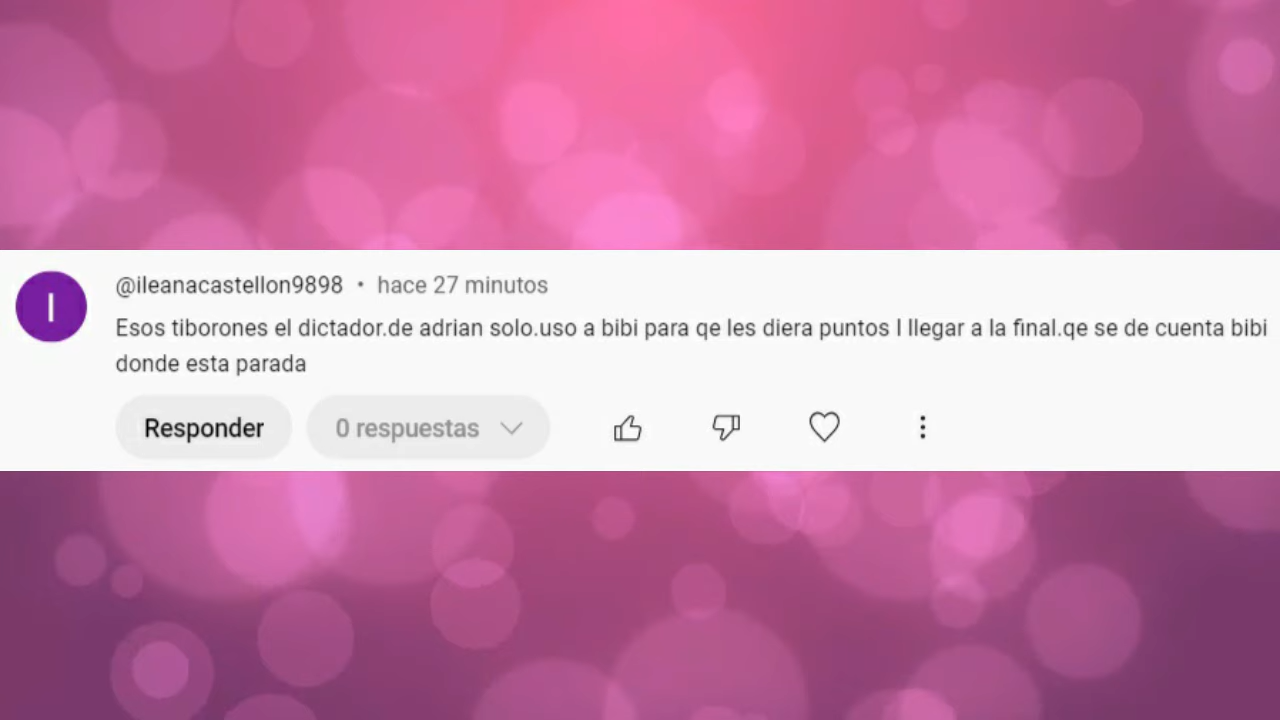 I
@ileanacastellon9898 • hace 27 minutos
Esos tiborones el dictador.de adrian solo.uso a bibi para qe les diera puntos I llegar a la final.qe se de cuenta bibi
donde esta parada
Responder 0 respuestas